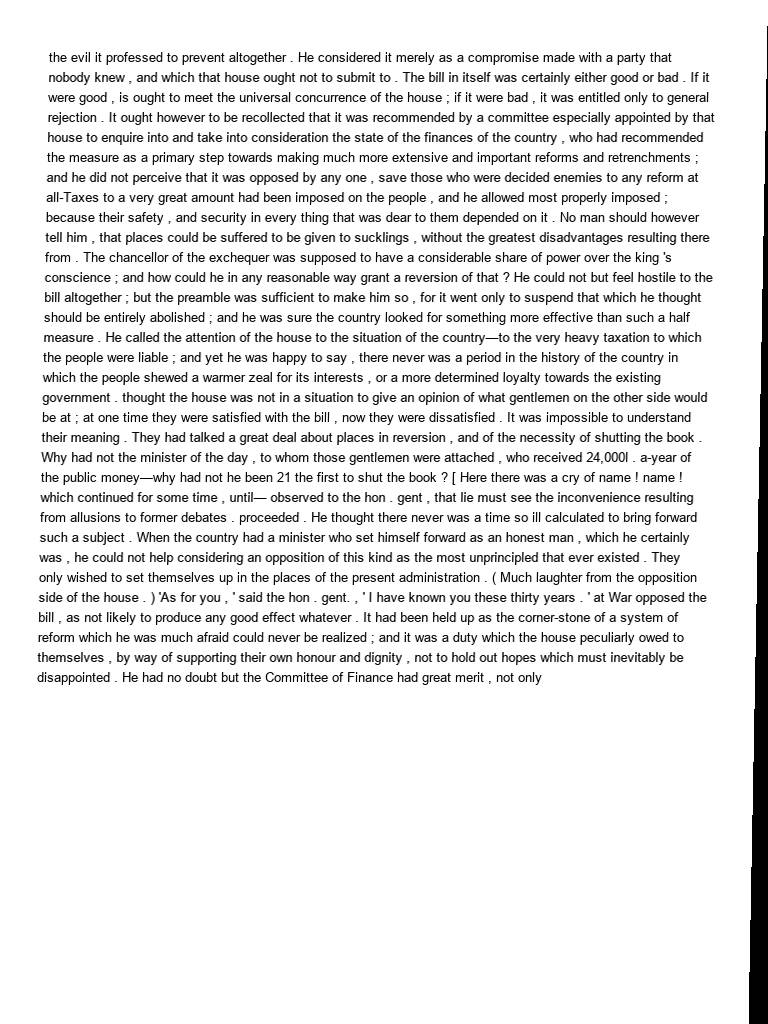 the evil it professed to prevent altogether . He considered it merely as a compromise made with a party that
nobody knew , and which that house ought not to submit to . The bill in itself was certainly either good or bad . If it
were good , is ought to meet the universal concurrence of the house ; if it were bad , it was entitled only to general
rejection . It ought however to be recollected that it was recommended by a committee especially appointed by that
house to enquire into and take into consideration the state of the finances of the country , who had recommended
the measure as a primary step towards making much more extensive and important reforms and retrenchments ;
and he did not perceive that it was opposed by any one , save those who were decided enemies to any reform at
all-Taxes to a very great amount had been imposed on the people , and he allowed most properly imposed ;
because their safety , and security in every thing that was dear to them depended on it . No man should however
tell him , that places could be suffered to be given to sucklings , without the greatest disadvantages resulting there
from . The chancellor of the exchequer was supposed to have a considerable share of power over the king 's
conscience ; and how could he in any reasonable way grant a reversion of that ? He could not but feel hostile to the
bill altogether ; but the preamble was sufficient to make him so , for it went only to suspend that which he thought
should be entirely abolished ; and he was sure the country looked for something more effective than such a half
measure . He called the attention of the house to the situation of the country—to the very heavy taxation to which
the people were liable ; and yet he was happy to say , there never was a period in the history of the country in
which the people shewed a warmer zeal for its interests , or a more determined loyalty towards the existing
government . thought the house was not in a situation to give an opinion of what gentlemen on the other side would
be at ; at one time they were satisfied with the bill , now they were dissatisfied . It was impossible to understand
their meaning . They had talked a great deal about places in reversion , and of the necessity of shutting the book .
Why had not the minister of the day , to whom those gentlemen were attached , who received 24,000l . a-year of
the public money—why had not he been 21 the first to shut the book ? [ Here there was a cry of name ! name !
which continued for some time , until— observed to the hon . gent , that lie must see the inconvenience resulting
from allusions to former debates . proceeded . He thought there never was a time so ill calculated to bring forward
such a subject . When the country had a minister who set himself forward as an honest man , which he certainly
was , he could not help considering an opposition of this kind as the most unprincipled that ever existed . They
only wished to set themselves up in the places of the present administration . ( Much laughter from the opposition
side of the house . ) 'As for you , ' said the hon . gent. , ' I have known you these thirty years . ' at War opposed the
bill , as not likely to produce any good effect whatever . It had been held up as the corner-stone of a system of
reform which he was much afraid could never be realized ; and it was a duty which the house peculiarly owed to
themselves , by way of supporting their own honour and dignity , not to hold out hopes which must inevitably be
disappointed . He had no doubt but the Committee of Finance had great merit , not only